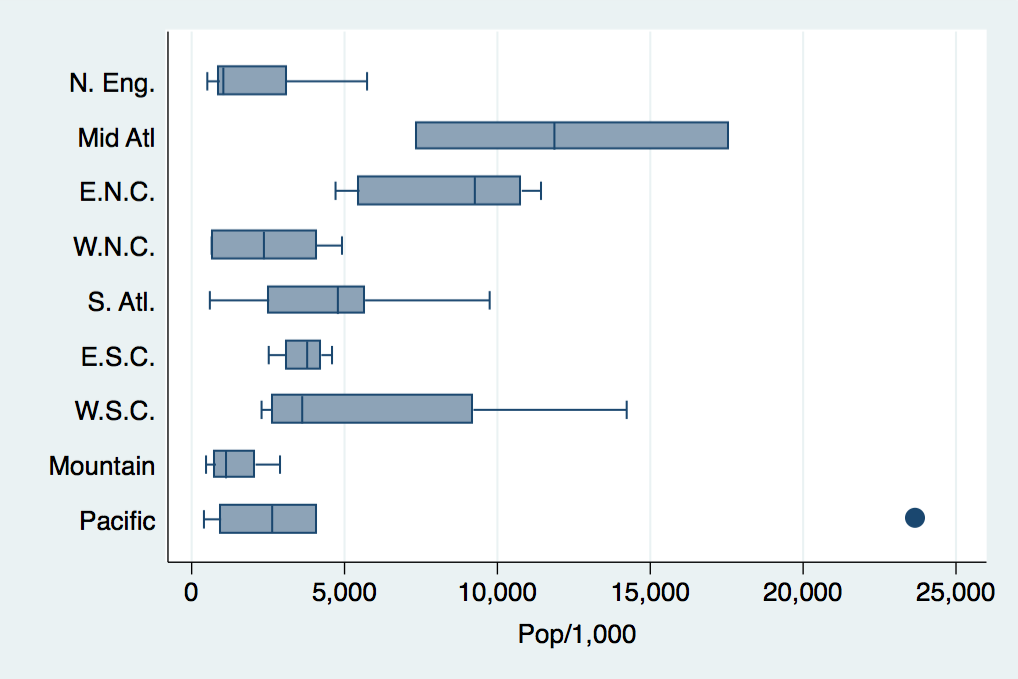 N. Eng.
Mid Atl
E.N.C.
W.N.C.
S. Atl.
E.S.C.
W.S.C.
Mountain
Pacific
0 5,000 10,000 15,000 20,000 25,000
Pop/1,000